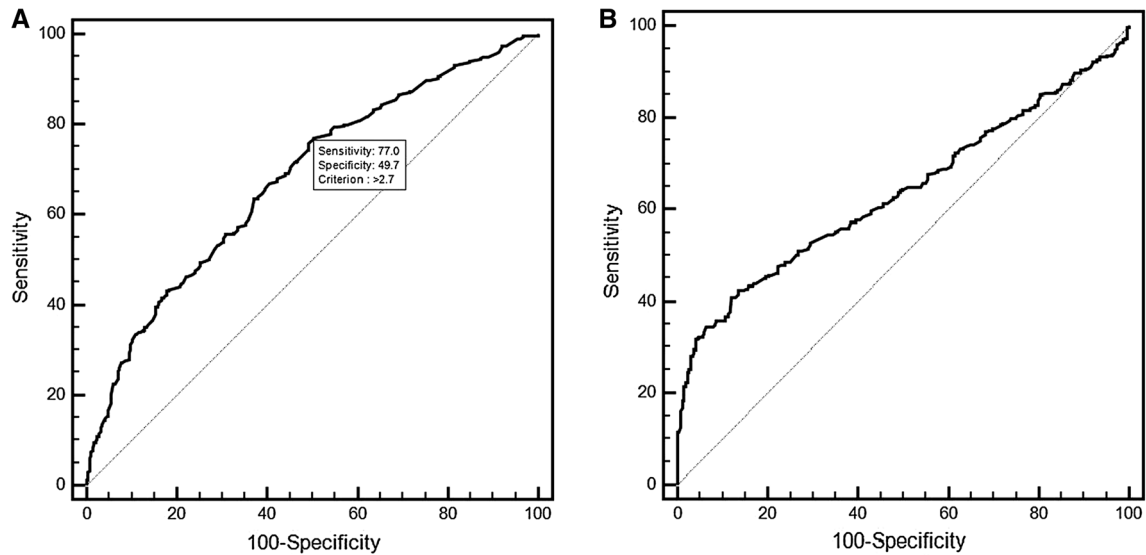 A
100
80
60
40
20
0
Sensitivity
Sensitivity: 77.0
Specificity: 49.7
Criterion : >2.7
0 20 40 60 80 100
100-Specificity
B
100
80
60
40
20
0
Sensitivity
0 20 40 60 80 100
100-Specificity